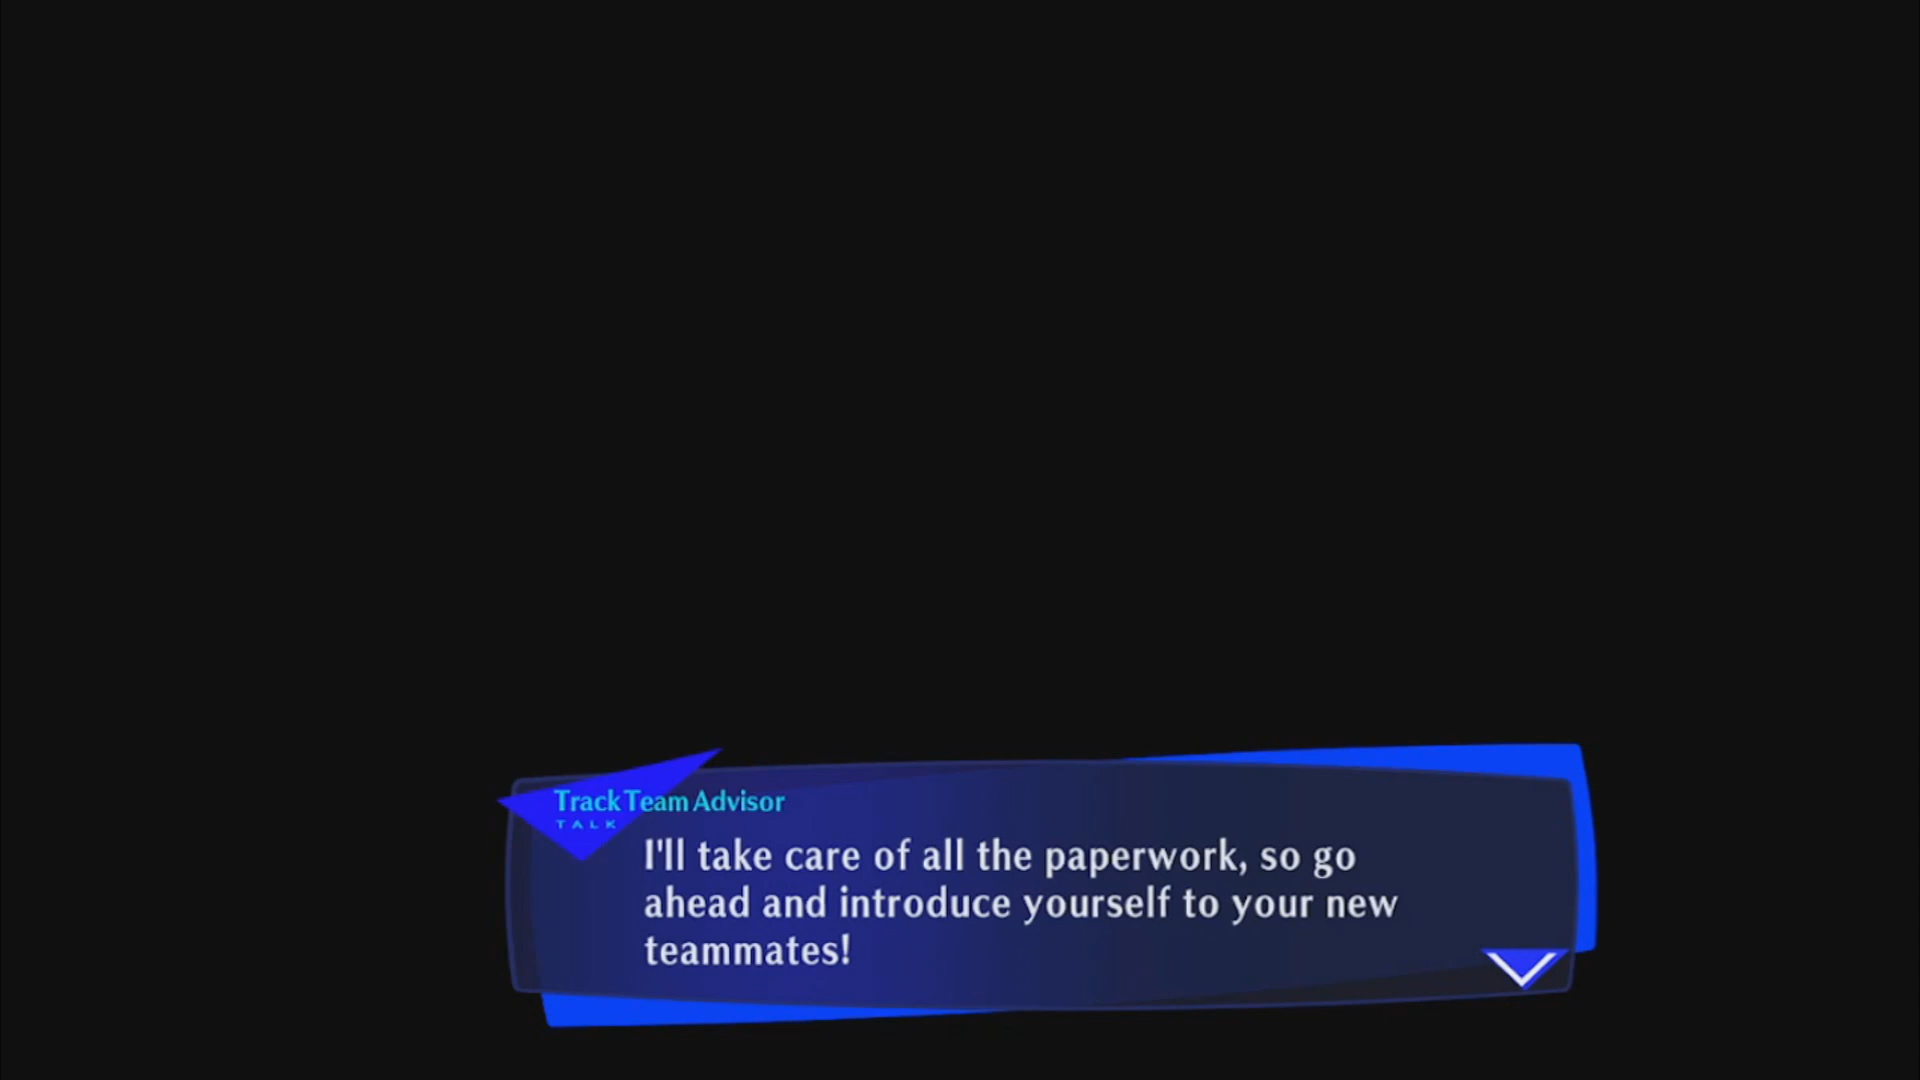 Track Team Advisor
TALK
I'll take care of all the paperwork, so go
ahead and introduce yourself to your new
teammates!